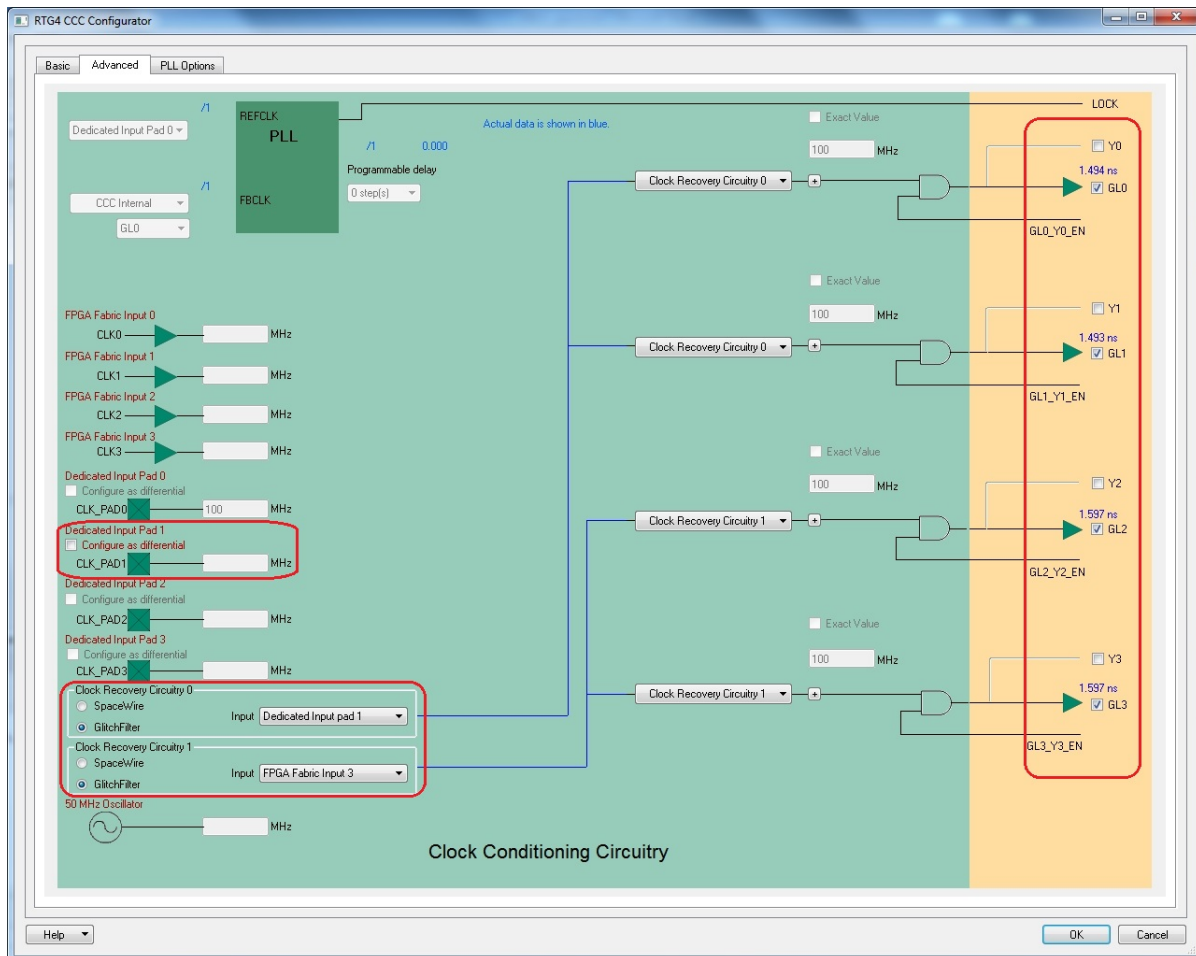 RTG4 CCC Configurator
Basic Advanced PLL Options
Dedicated Input Pad 0
/1
REFCLK
PLL
Actual data is shown in blue.
/1 0.000
Programmable delay
0 step(s)
/1
CCC Internal
FBCLK
GL0
Exact Value
100 MHz
Clock Recovery Circuitry 0
LOCK
Y0
1.494 ns
GL0
GL0_Y0_EN
Exact Value
100 MHz
Clock Recovery Circuitry 0
Y1
1.493 ns
GL1
GL1_Y1_EN
Exact Value
100 MHz
Clock Recovery Circuitry 1
Y2
1.597 ns
GL2
GL2_Y2_EN
Exact Value
100 MHz
Clock Recovery Circuitry 1
Y3
1.597 ns
GL3
GL3_Y3_EN
FPGA Fabric Input 0
CLK0 MHz
FPGA Fabric Input 1
CLK1 MHz
FPGA Fabric Input 2
CLK2 MHz
FPGA Fabric Input 3
CLK3 MHz
Dedicated Input Pad 0
Configure as differential
CLK_PAD0 100 MHz
Dedicated Input Pad 1
Configure as differential
CLK_PAD1 MHz
Dedicated Input Pad 2
Configure as differential
CLK_PAD2 MHz
Dedicated Input Pad 3
Configure as differential
CLK_PAD3 MHz
Clock Recovery Circuitry 0
SpaceWire
Input Dedicated Input pad 1
GlitchFilter
Clock Recovery Circuitry 1
SpaceWire
Input FPGA Fabric Input 3
GlitchFilter
50 MHz Oscillator
MHz
Clock Conditioning Circuitry
Help OK Cancel